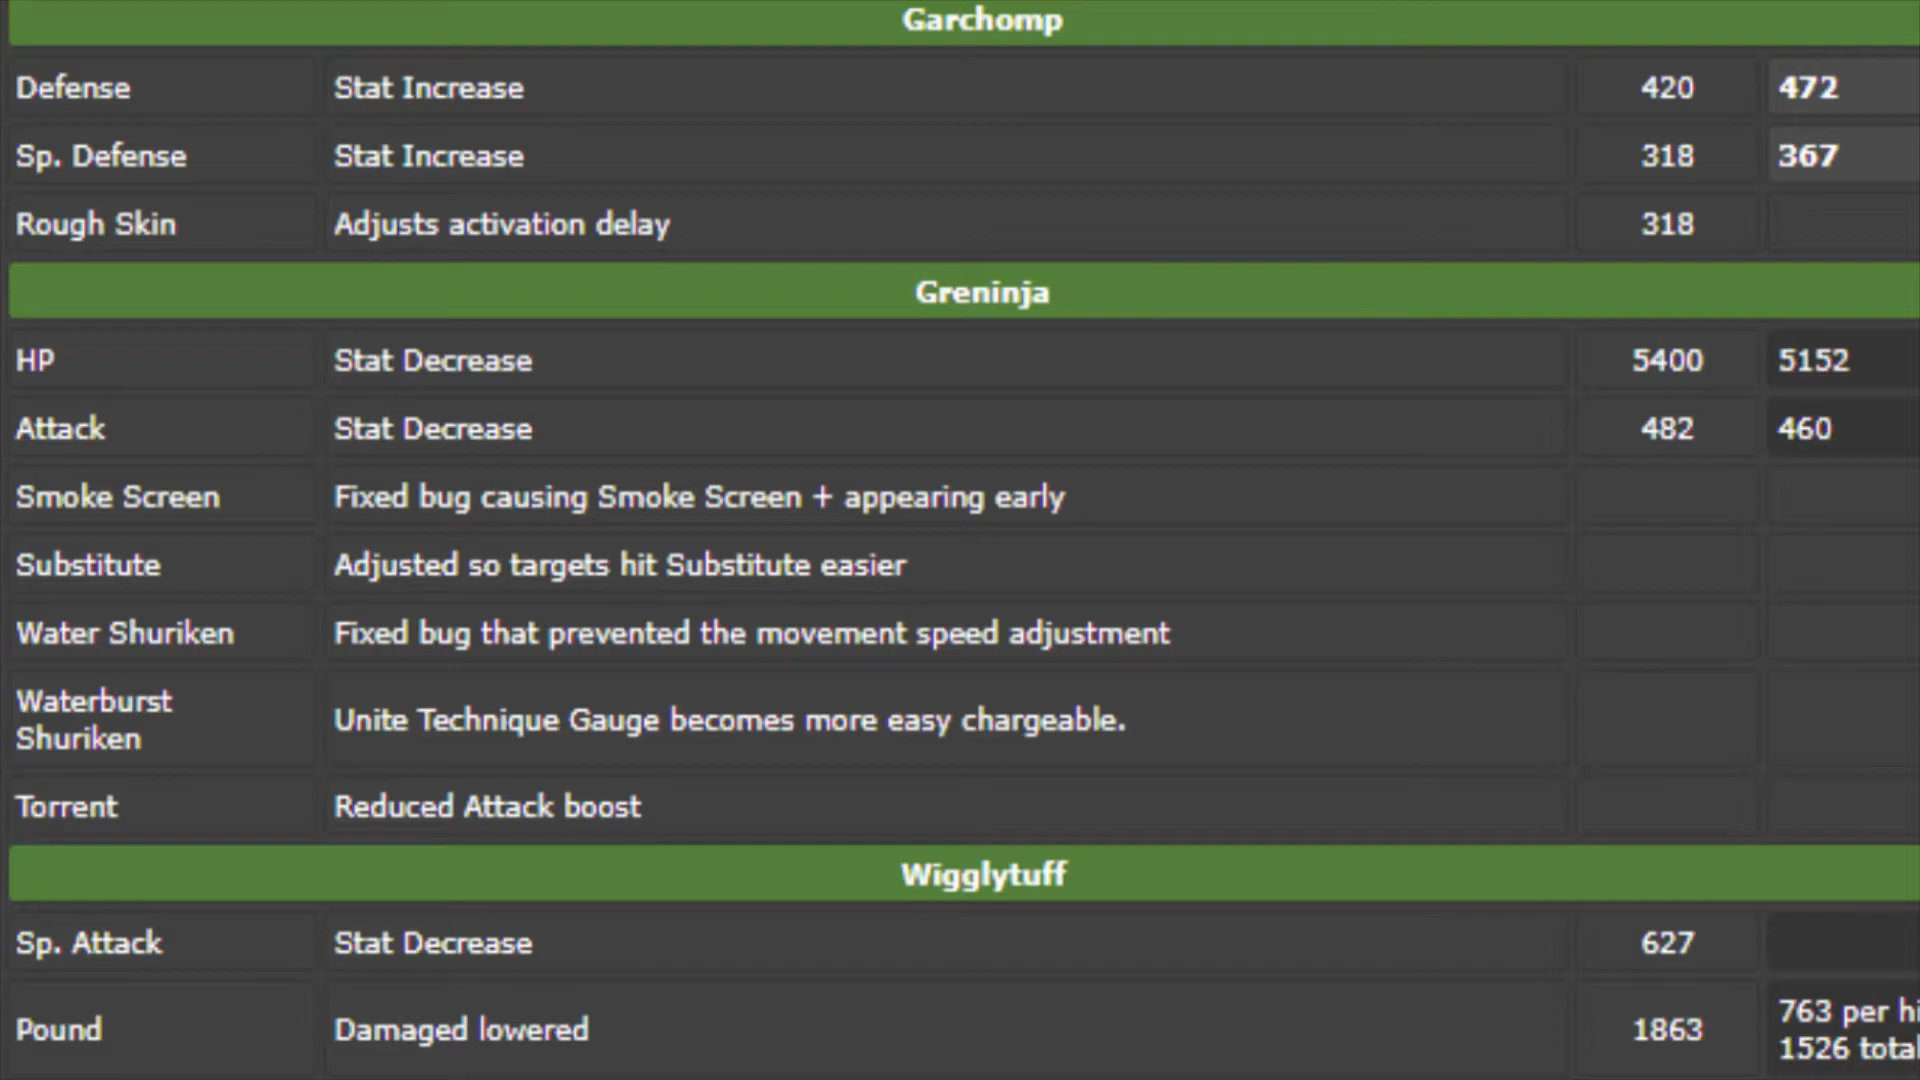 Garchomp
Defense Stat Increase 420 472
Sp. Defense Stat Increase 318 367
Rough Skin Adjusts activation delay 318
Greninja
HP Stat Decrease 5400 5152
Attack Stat Decrease 482 460
Smoke Screen Fixed bug causing Smoke Screen + appearing early
Substitute Adjusted so targets hit Substitute easier
Water Shuriken Fixed bug that prevented the movement speed adjustment
Waterburst
Shuriken
Unite Technique Gauge becomes more easy chargeable.
Torrent Reduced Attack boost
Wigglytuff
Sp. Attack Stat Decrease 627
Pound Damaged lowered 1863
763 per
1526 total